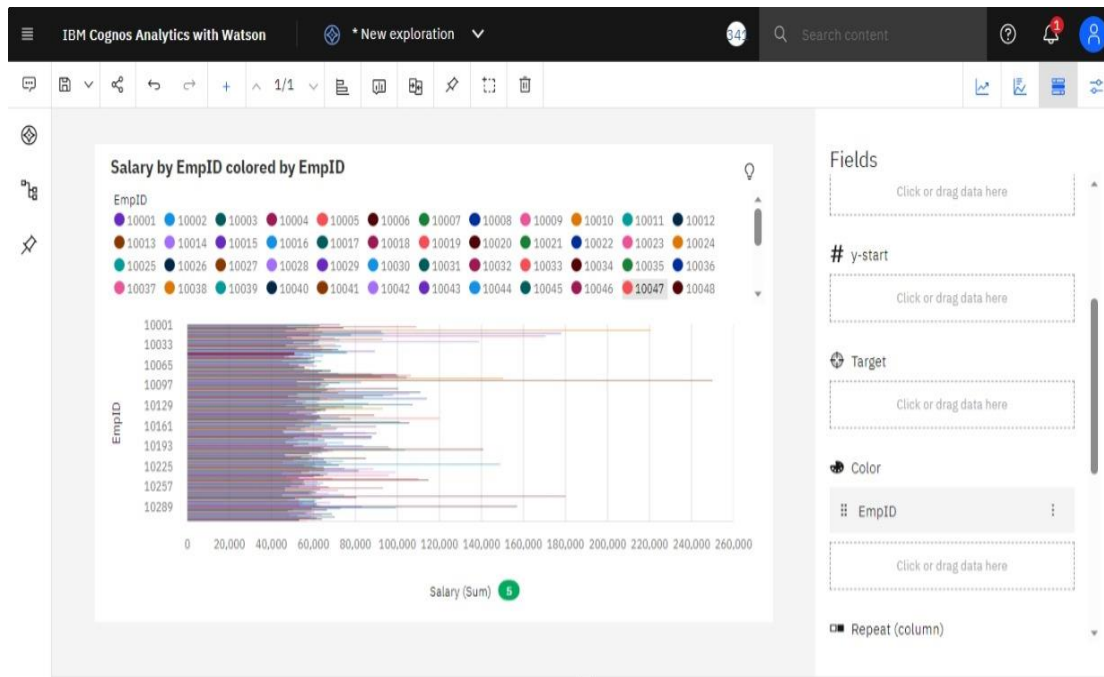 IBM Cognos Analytics with Watson
* New exploration
341
Search content
1
1/1
Salary by EmpID colored by EmpID
EmpID
10001 10002 10003 10004 10005 10006 10007 10008 10009 10010 10011 10012
10013 10014 10015 10016 10017 10018 10019 10020 10021 10022 10023 10024
10025 10026 10027 10028 10029 10030 10031 10032 10033 10034 10035 10036
10037 10038 10039 10040 10041 10042 10043 10044 10045 10046 10047 10048
10001
10033
10065
10097
10129
10161
10193
10225
10257
10289
EmpID
0 20,000 40,000 60,000 80,000 100,000 120,000 140,000 160,000 180,000 200,000 220,000 240,000 260,000
Salary (Sum) 5
Fields
Click or drag data here
# y-start
Click or drag data here
Target
Click or drag data here
Color
EmpID
Click or drag data here
Repeat (column)